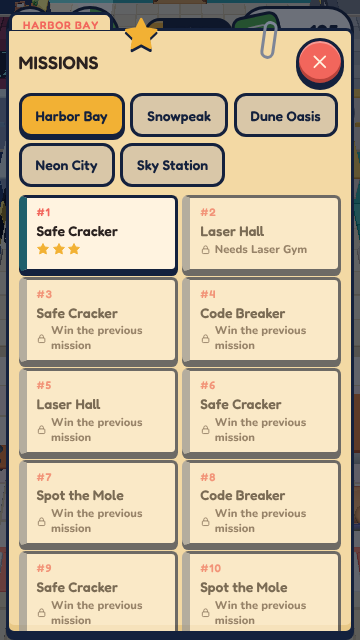 HARBOR BAY
MISSIONS
Harbor Bay
Snowpeak
Dune Oasis
Neon City
Sky Station
#1
Safe Cracker
#2
Laser Hall
Needs Laser Gym
#3
Safe Cracker
Win the previous
mission
#4
Code Breaker
Win the previous
mission
#5
Laser Hall
Win the previous
mission
#6
Safe Cracker
Win the previous
mission
#7
Spot the Mole
Win the previous
mission
#8
Code Breaker
Win the previous
mission
#9
Safe Cracker
Win the previous
mission
#10
Spot the Mole
Win the previous
mission